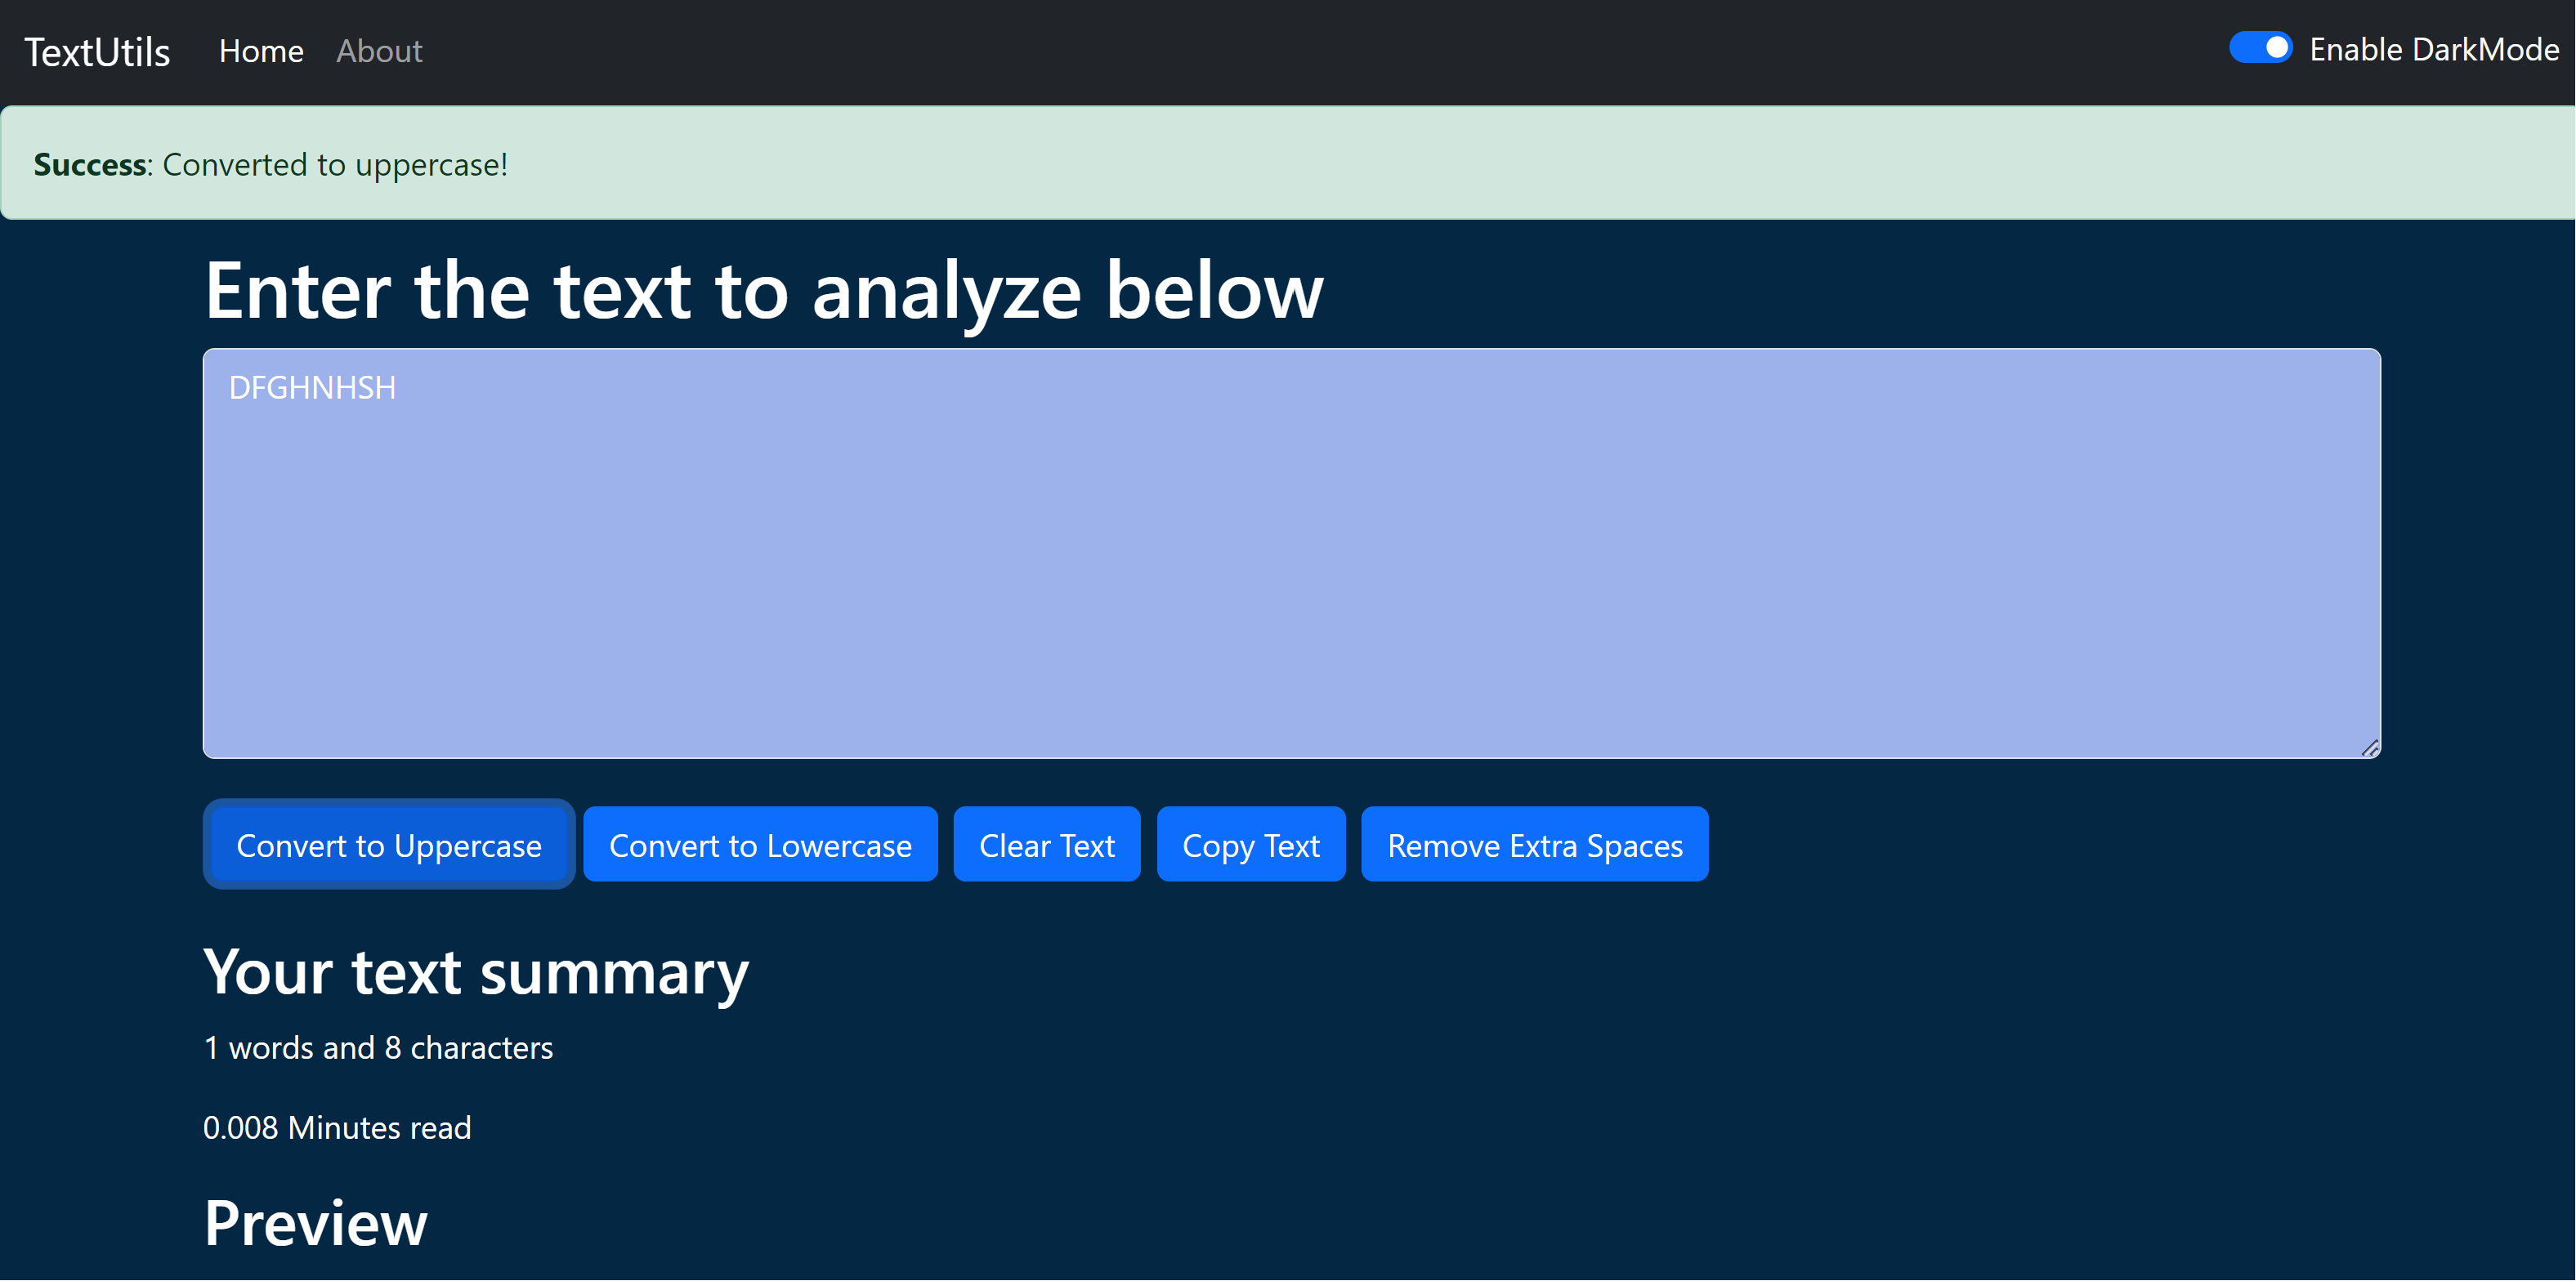 TextUtils Home About Enable DarkMode
Success: Converted to uppercase!
Enter the text to analyze below
DFGHNHSH
Convert to Uppercase Convert to Lowercase Clear Text Copy Text Remove Extra Spaces
Your text summary
1 words and 8 characters
0.008 Minutes read
Preview